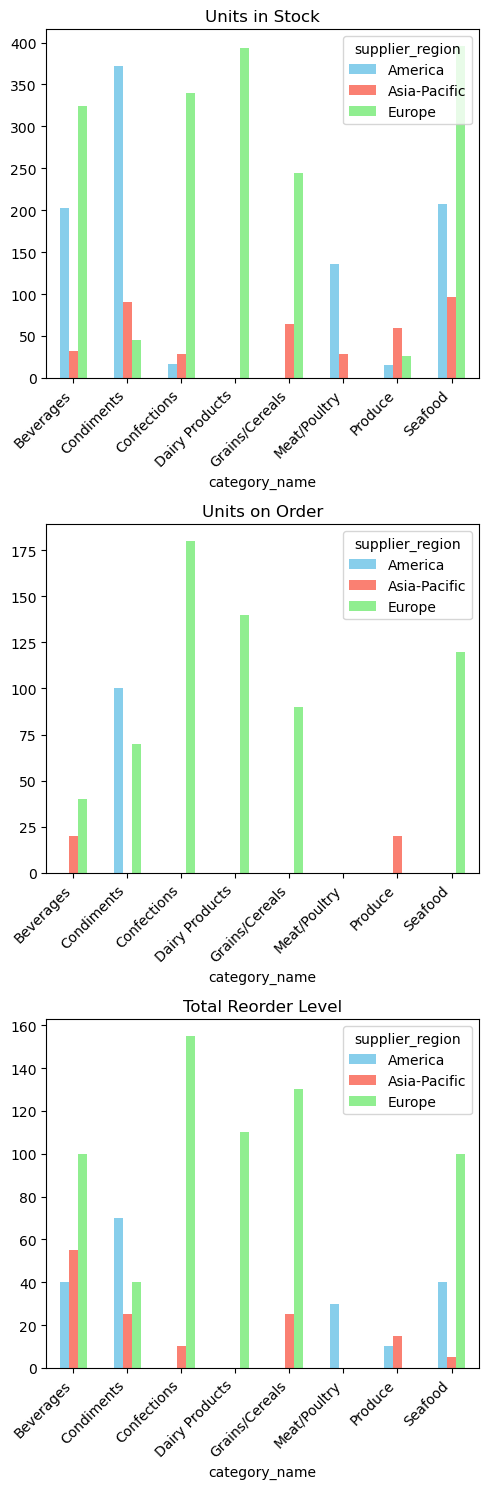 Units in Stock
supplier_region
America
Asia-Pacific
Europe
400
350
300
250
200
150
100
50
0
Beverages
Condiments
Confections
Dairy Products
Grains/Cereals
Meat/Poultry
Produce
Seafood
category_name
Units on Order
supplier_region
America
Asia-Pacific
Europe
175
150
125
100
75
50
25
0
Beverages
Condiments
Confections
Dairy Products
Grains/Cereals
Meat/Poultry
Produce
Seafood
category_name
Total Reorder Level
supplier_region
America
Asia-Pacific
Europe
160
140
120
100
80
60
40
20
0
Beverages
Condiments
Confections
Dairy Products
Grains/Cereals
Meat/Poultry
Produce
Seafood
category_name